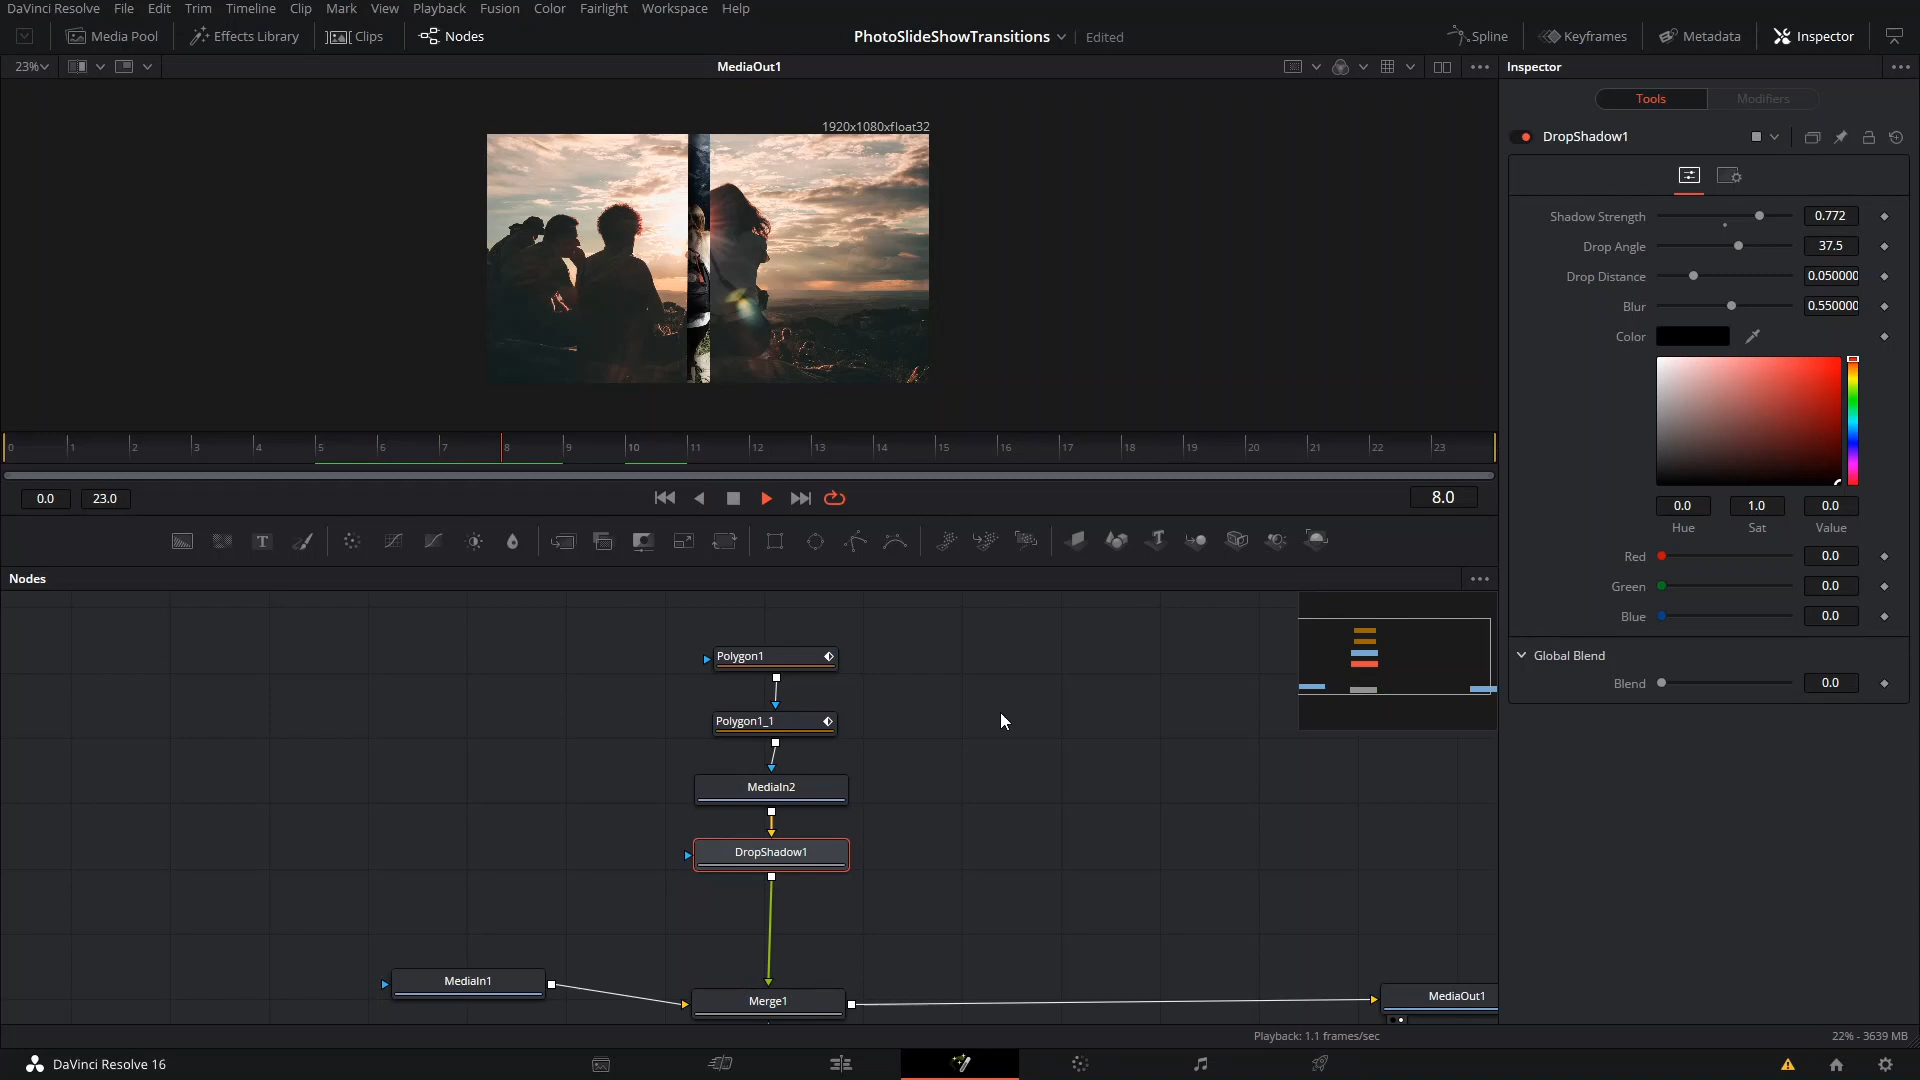 DaVinci Resolve File Edit Trim Timeline Clip Mark View Playback Fusion Color Fairlight Workspace Help
Media Pool Effects Library Clips Nodes PhotoSlideShowTransitions Edited Spline Keyframes Metadata Inspector
23% MediaOut1 Inspector
Tools Modifiers
1920x1080xfloat32
DropShadow1
Shadow Strength 0.772
Drop Angle 37.5
Drop Distance 0.050000
Blur 0.550000
Color
0 1 2 3 4 5 6 7 8 9 10 11 12 13 14 15 16 17 18 19 20 21 22 23
0.0 23.0 8.0
0.0 1.0 0.0
Hue Sat Value
T
Red 0.0
Nodes
Green 0.0
Blue 0.0
Polygon1
Global Blend
Blend 0.0
Polygon1_1
MediaIn2
DropShadow1
MediaIn1
Merge1
MediaOut1
Playback: 1.1 frames/sec 22% - 3639 MB
DaVinci Resolve 16